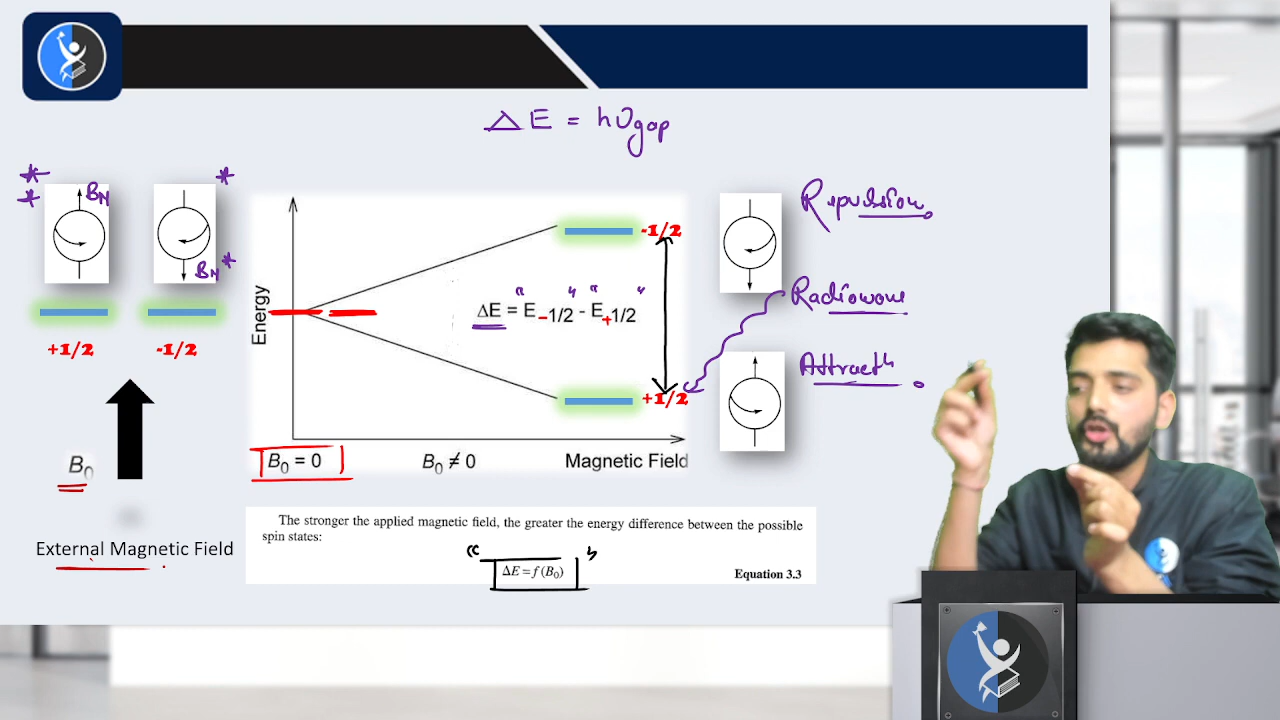 ΔE = hυgap
* BN *
*
BN *
+1/2 -1/2
B0
External Magnetic Field
Energy
-1/2
" " " "
ΔE = E−1/2 - E+1/2
+1/2
B0 = 0 B0 ≠ 0 Magnetic Field
Repulsion
Radiowave
Attractn
The stronger the applied magnetic field, the greater the energy difference between the possible
spin states:
" ΔE = f(B0) "
Equation 3.3